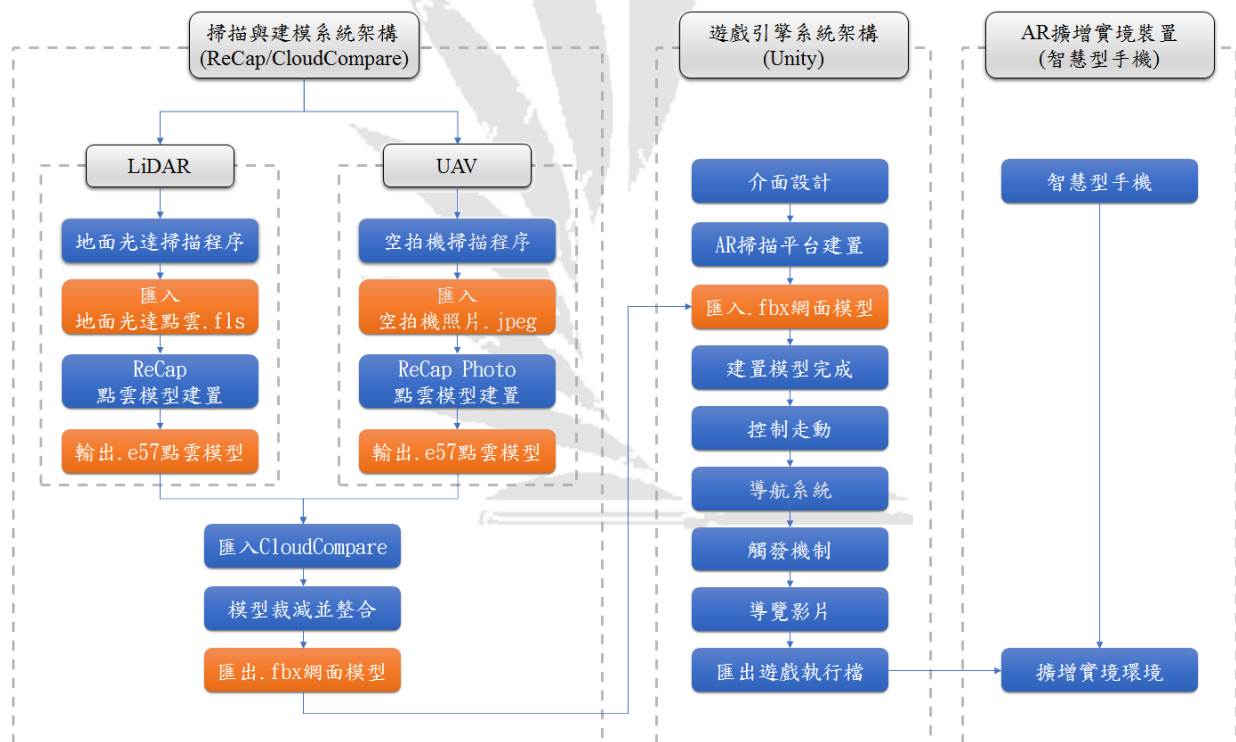 掃描與建模系統架構
(ReCap/CloudCompare)
LiDAR
地面光達掃描程序
匯入
地面光達點雲.fls
ReCap
點雲模型建置
輸出.e57點雲模型
UAV
空拍機掃描程序
匯入
空拍機照片.jpeg
ReCap Photo
點雲模型建置
輸出.e57點雲模型
匯入CloudCompare
模型裁減並整合
匯出.fbx網面模型
遊戲引擎系統架構
(Unity)
介面設計
AR掃描平台建置
匯入.fbx網面模型
建置模型完成
控制走動
導航系統
觸發機制
導覽影片
匯出遊戲執行檔
AR擴增實境裝置
(智慧型手機)
智慧型手機
擴增實境環境